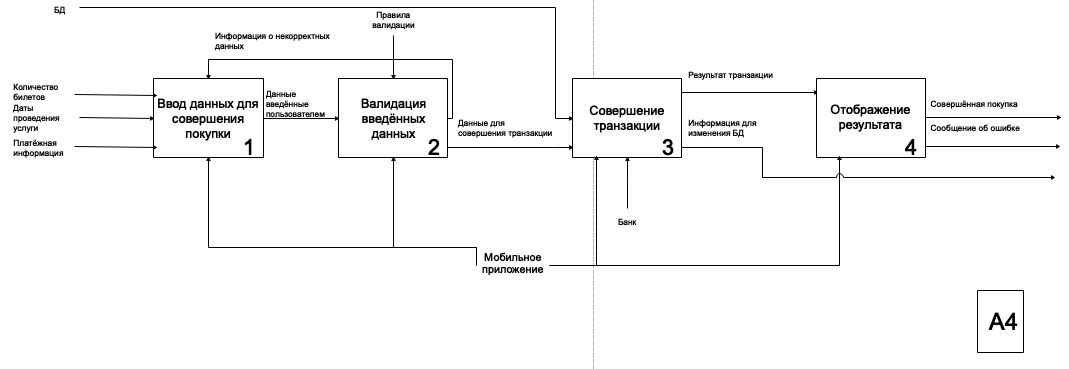 БД
Правила
валидации
Информация о некорректных
данных
Количество
билетов
Даты
проведения
услуги
Платёжная
информация
Ввод данных для
совершения
покупки
1
Данные
введённые
пользователем
Валидация
введённых
данных
2
Данные для
совершения транзакции
Совершение
транзакции
3
Результат транзакции
Информация для
изменения БД
Отображение
результата
4
Совершённая покупка
Сообщение об ошибке
Банк
Мобильное
приложение
А4